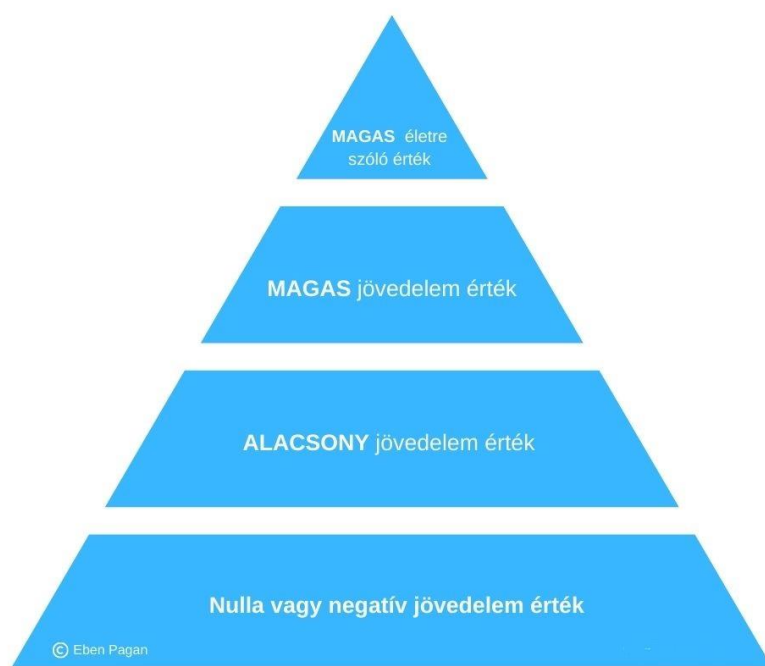 MAGAS életre
szóló érték
MAGAS jövedelem érték
ALACSONY jövedelem érték
Nulla vagy negatív jövedelem érték
© Eben Pagan